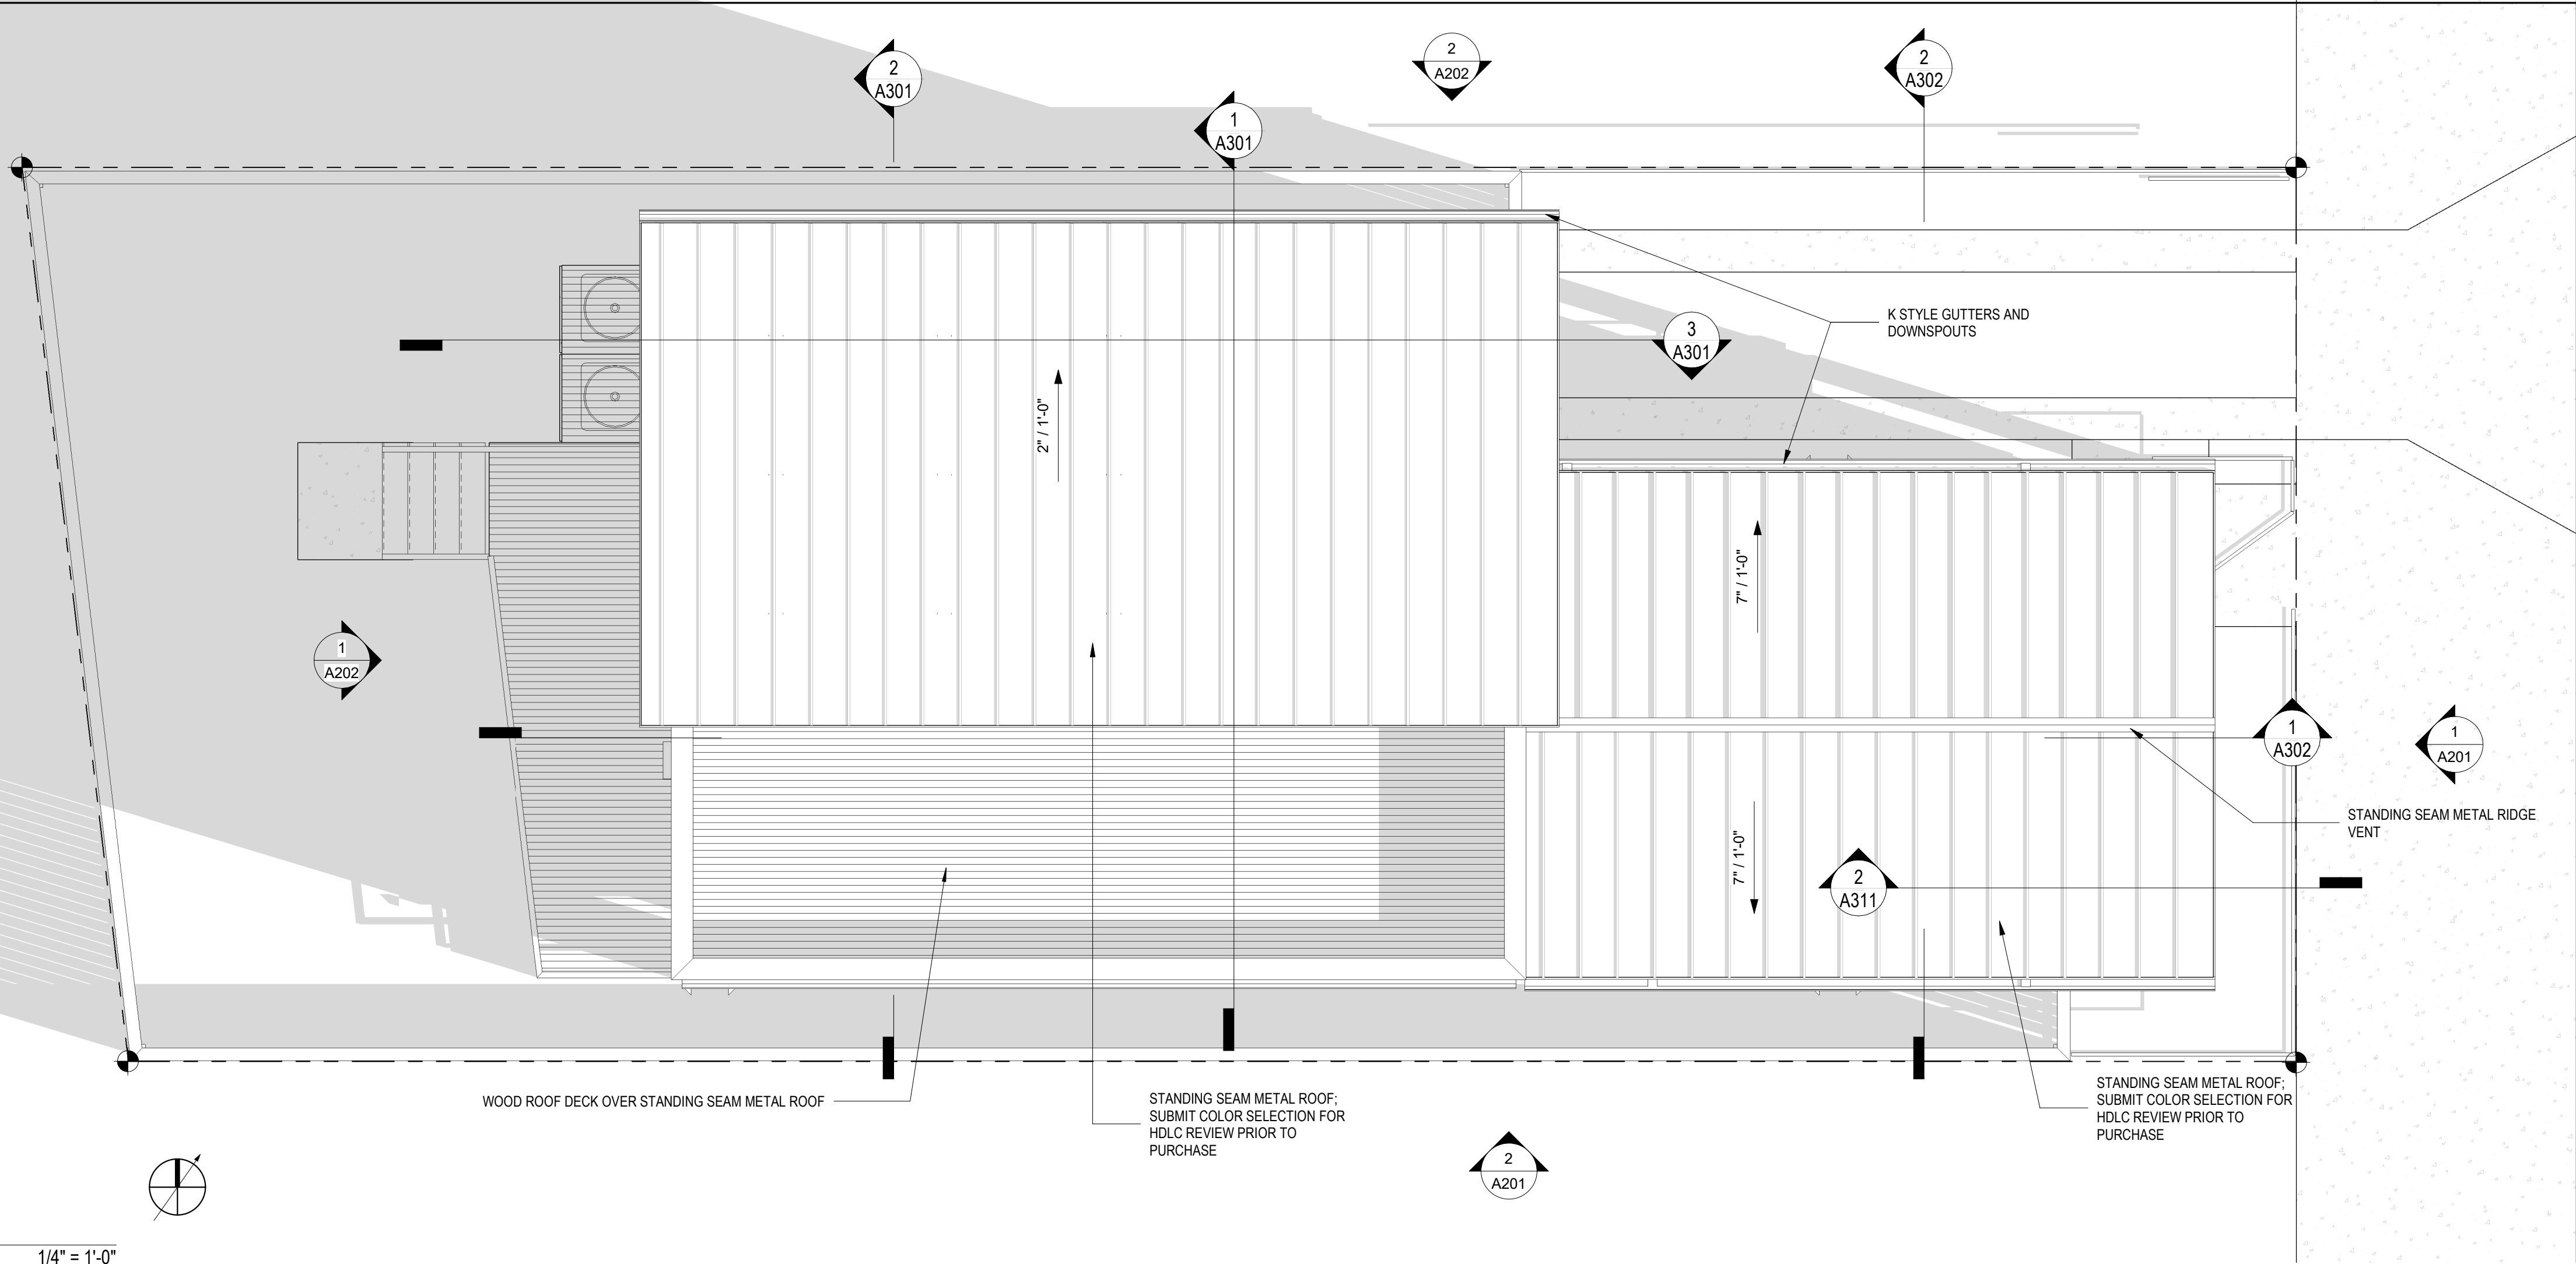 2
A301
2
A202
2
A302
1
A301
K STYLE GUTTERS AND
DOWNSPOUTS
3
A301
2" / 1'-0"
7" / 1'-0"
1
A202
1
A302
1
A201
STANDING SEAM METAL RIDGE
VENT
7" / 1'-0"
2
A311
WOOD ROOF DECK OVER STANDING SEAM METAL ROOF
STANDING SEAM METAL ROOF;
SUBMIT COLOR SELECTION FOR
HDLC REVIEW PRIOR TO
PURCHASE
STANDING SEAM METAL ROOF;
SUBMIT COLOR SELECTION FOR
HDLC REVIEW PRIOR TO
PURCHASE
2
A201
1/4" = 1'-0"